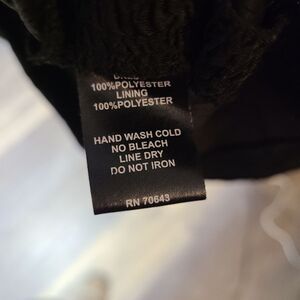 100%POLYESTER
LINING
100%POLYESTER
HAND WASH COLD
NO BLEACH
LINE DRY
DO NOT IRON
RN 70643